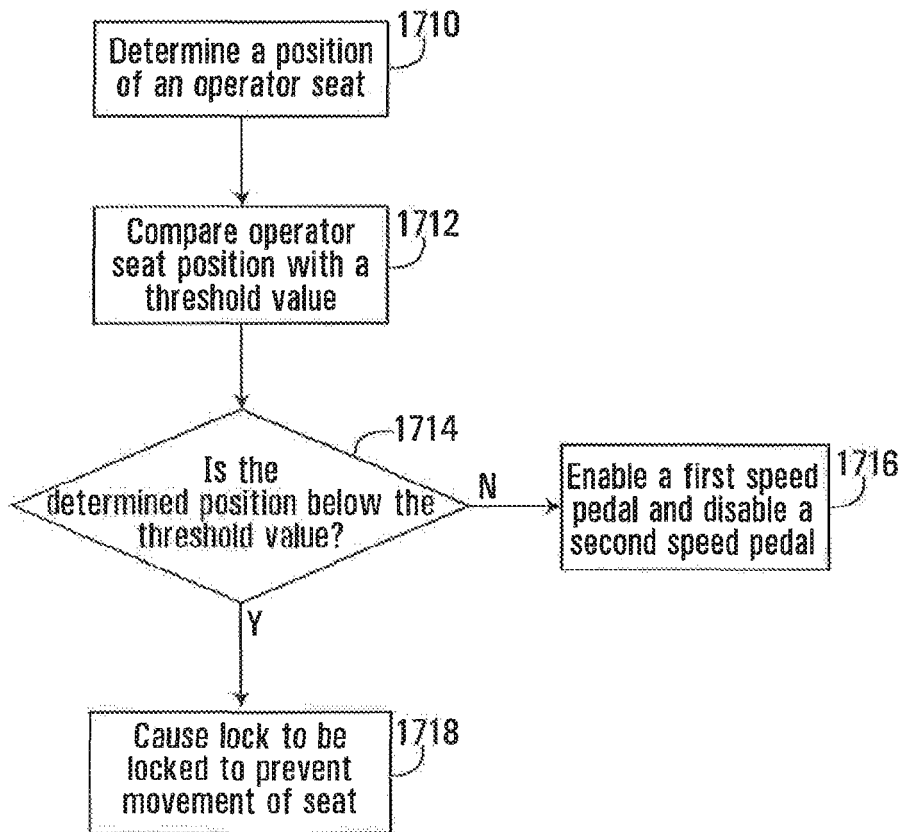 1710
Determine a position
of an operator seat
1712
Compare operator
seat position with a
threshold value
1714
Is the
determined position below the
threshold value?
N
1716
Enable a first speed
pedal and disable a
second speed pedal
Y
1718
Cause lock to be
locked to prevent
movement of seat